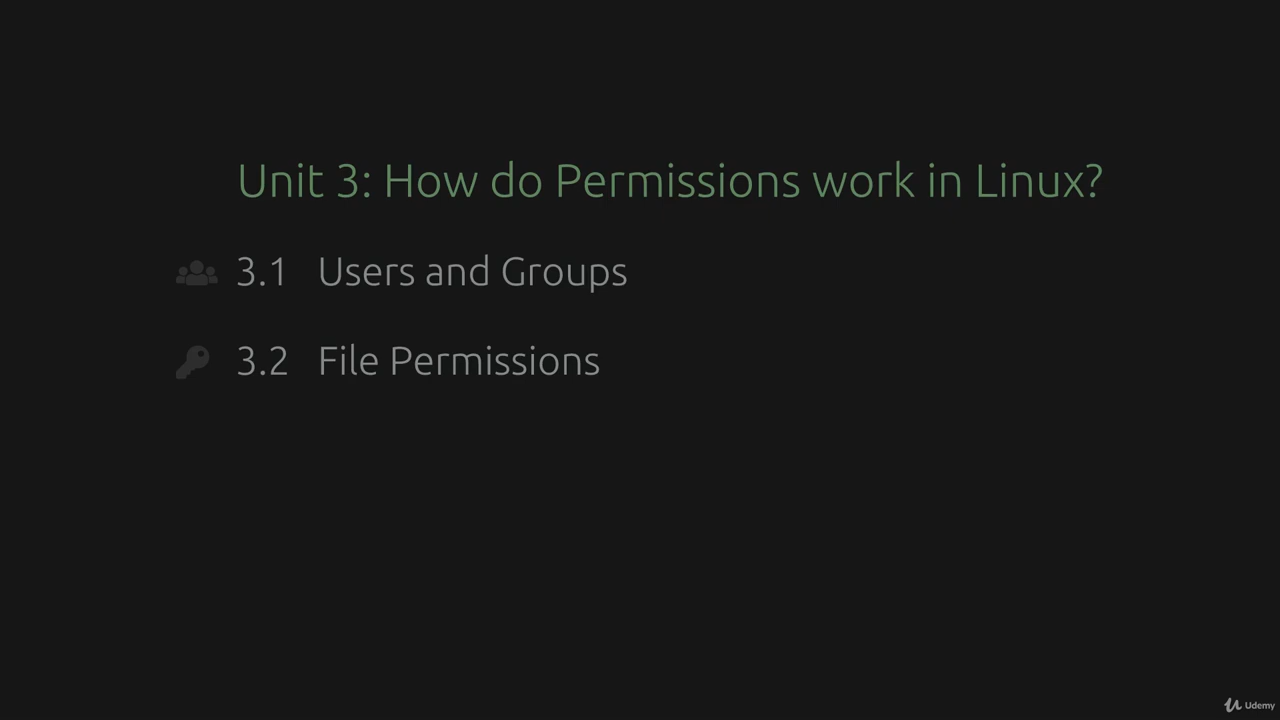 Unit 3: How do Permissions work in Linux?
3.1 Users and Groups
3.2 File Permissions
Udemy